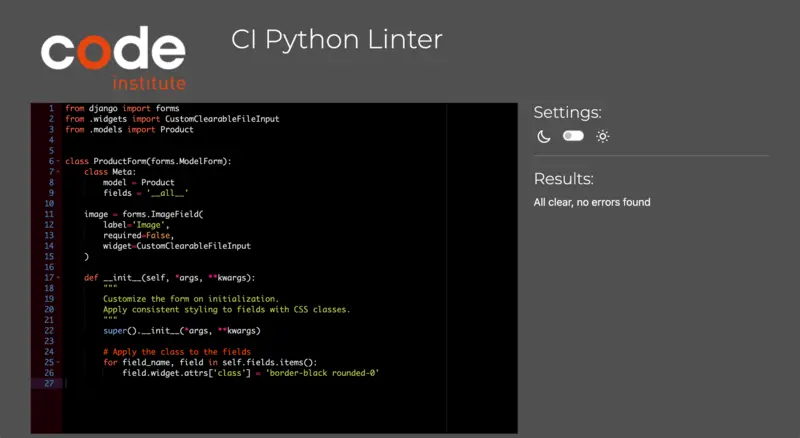 code
institute
CI Python Linter
1 from django import forms
2 from .widgets import CustomClearableFileInput
3 from .models import Product
4
5
6 class ProductForm(forms.ModelForm):
7     class Meta:
8         model = Product
9         fields = '__all__'
10
11     image = forms.ImageField(
12         label='Image',
13         required=False,
14         widget=CustomClearableFileInput
15     )
16
17     def __init__(self, *args, **kwargs):
18         """
19         Customize the form on initialization.
20         Apply consistent styling to fields with CSS classes.
21         """
22         super().__init__(*args, **kwargs)
23
24         # Apply the class to the fields
25         for field_name, field in self.fields.items():
26             field.widget.attrs['class'] = 'border-black rounded-0'
27
Settings:
Results:
All clear, no errors found